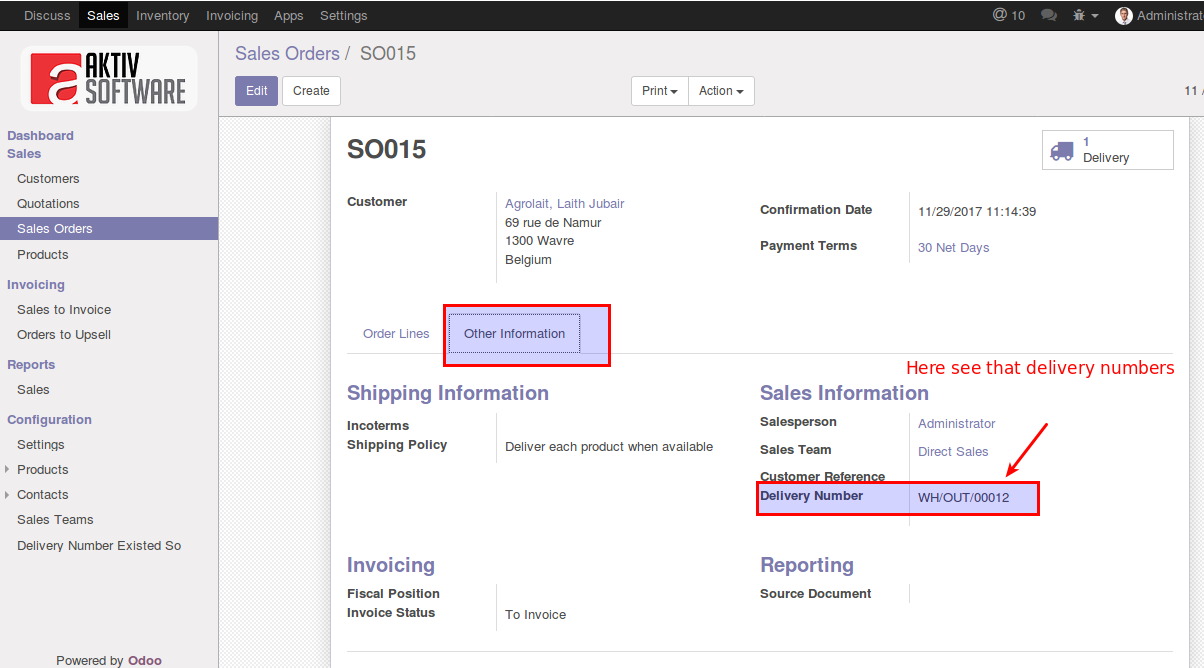 Discuss Sales Inventory Invoicing Apps Settings @ 10 Administrat
AKTIV
SOFTWARE
Sales Orders / SO015
Edit Create Print Action 11 /
Dashboard
Sales
Customers
Quotations
Sales Orders
Products
Invoicing
Sales to Invoice
Orders to Upsell
Reports
Sales
Configuration
Settings
Products
Contacts
Sales Teams
Delivery Number Existed So
Powered by Odoo
SO015
1
Delivery
Customer
Agrolait, Laith Jubair
69 rue de Namur
1300 Wavre
Belgium
Confirmation Date 11/29/2017 11:14:39
Payment Terms 30 Net Days
Order Lines Other Information
Here see that delivery numbers
Shipping Information
Incoterms
Shipping Policy Deliver each product when available
Sales Information
Salesperson Administrator
Sales Team Direct Sales
Customer Reference
Delivery Number WH/OUT/00012
Invoicing
Fiscal Position
Invoice Status To Invoice
Reporting
Source Document